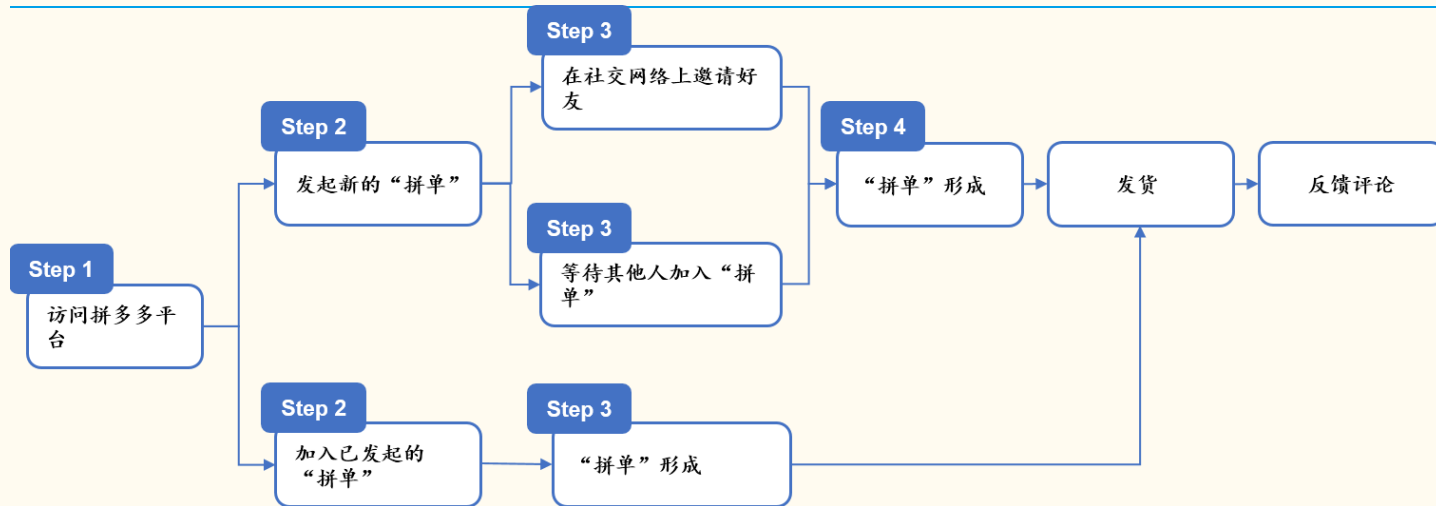 Step 1
访问拼多多平
台
Step 2
发起新的“拼单”
Step 3
在社交网络上邀请好
友
Step 3
等待其他人加入“拼
单”
Step 4
“拼单”形成
发货
反馈评论
Step 2
加入已发起的
“拼单”
Step 3
“拼单”形成